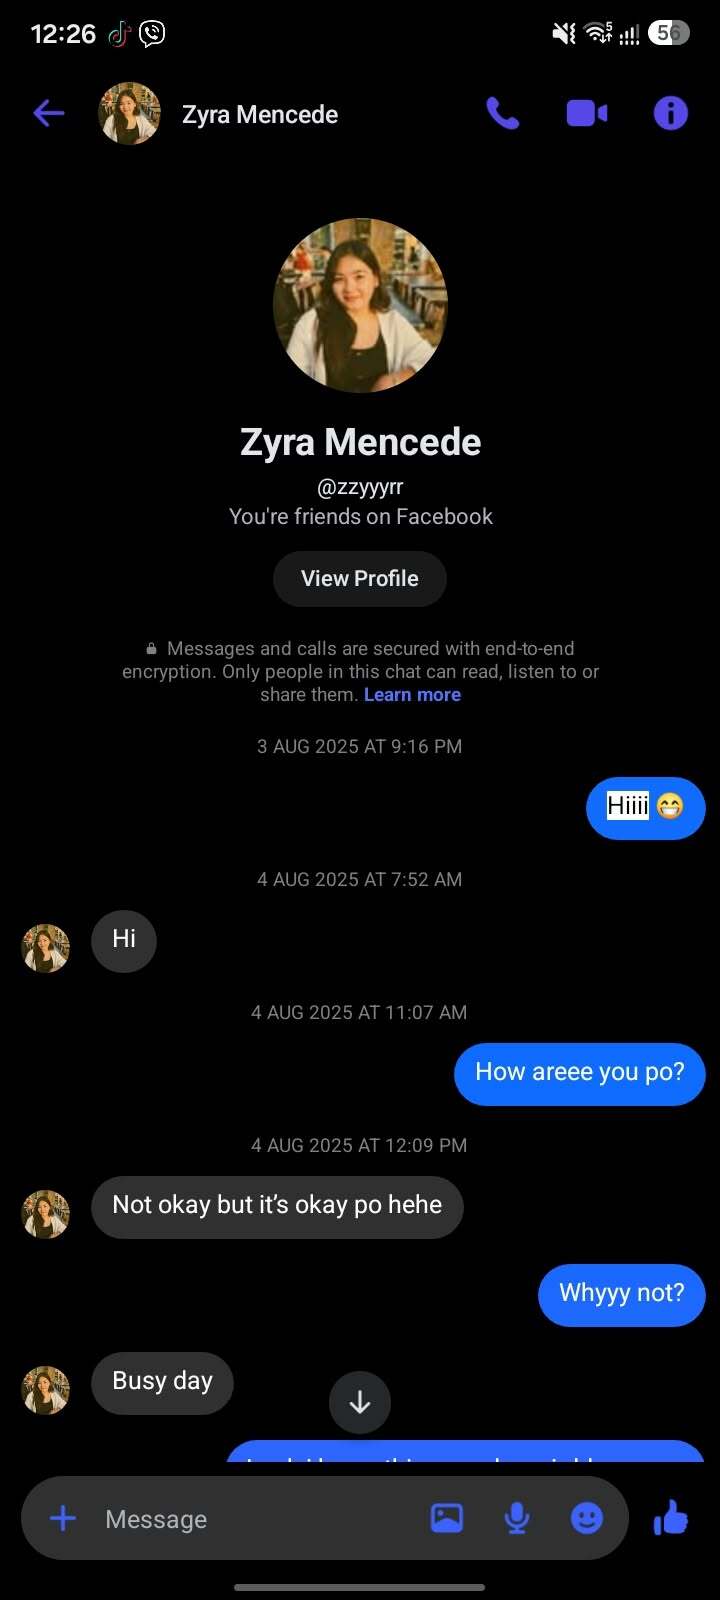 12:26
5
56
Zyra Mencede
Zyra Mencede
@zzyyyrr
You're friends on Facebook
View Profile
Messages and calls are secured with end-to-end
encryption. Only people in this chat can read, listen to or
share them. Learn more
3 AUG 2025 AT 9:16 PM
Hiiii 😁
4 AUG 2025 AT 7:52 AM
Hi
4 AUG 2025 AT 11:07 AM
How areee you po?
4 AUG 2025 AT 12:09 PM
Not okay but it's okay po hehe
Whyyy not?
Busy day
Message